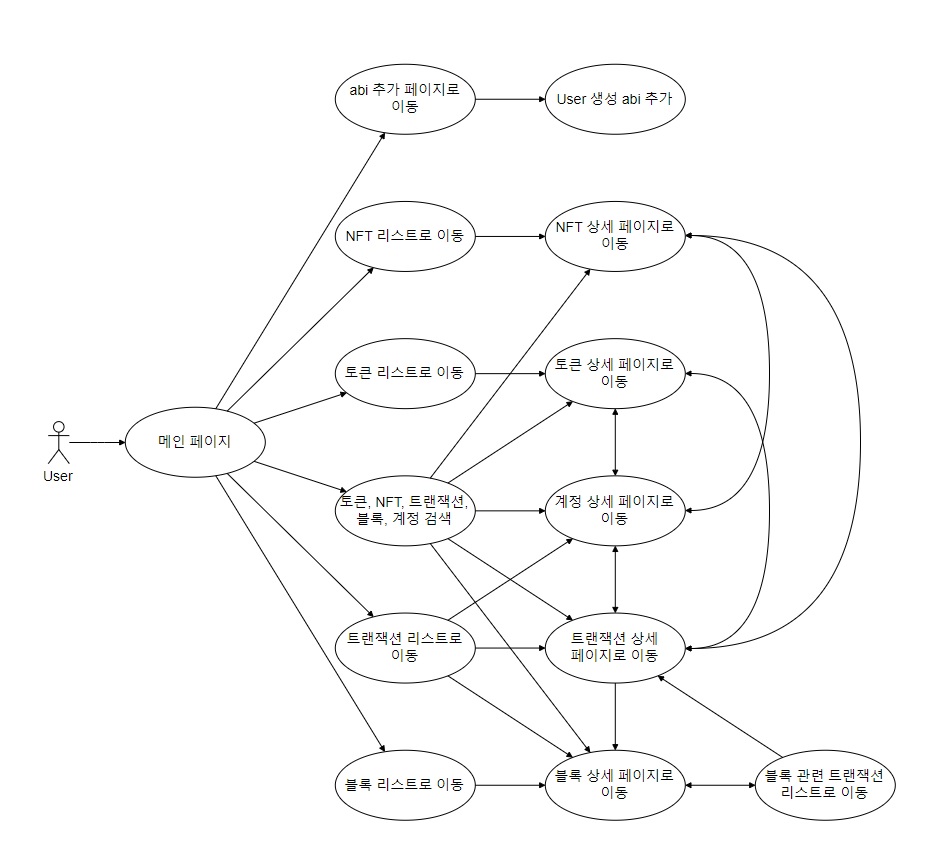 abi 추가 페이지로
이동
User 생성 abi 추가
NFT 리스트로 이동
NFT 상세 페이지로
이동
토큰 리스트로 이동
토큰 상세 페이지로
이동
User
메인 페이지
토큰, NFT, 트랜잭션,
블록, 계정 검색
계정 상세 페이지로
이동
트랜잭션 리스트로
이동
트랜잭션 상세
페이지로 이동
블록 리스트로 이동
블록 상세 페이지로
이동
블록 관련 트랜잭션
리스트로 이동